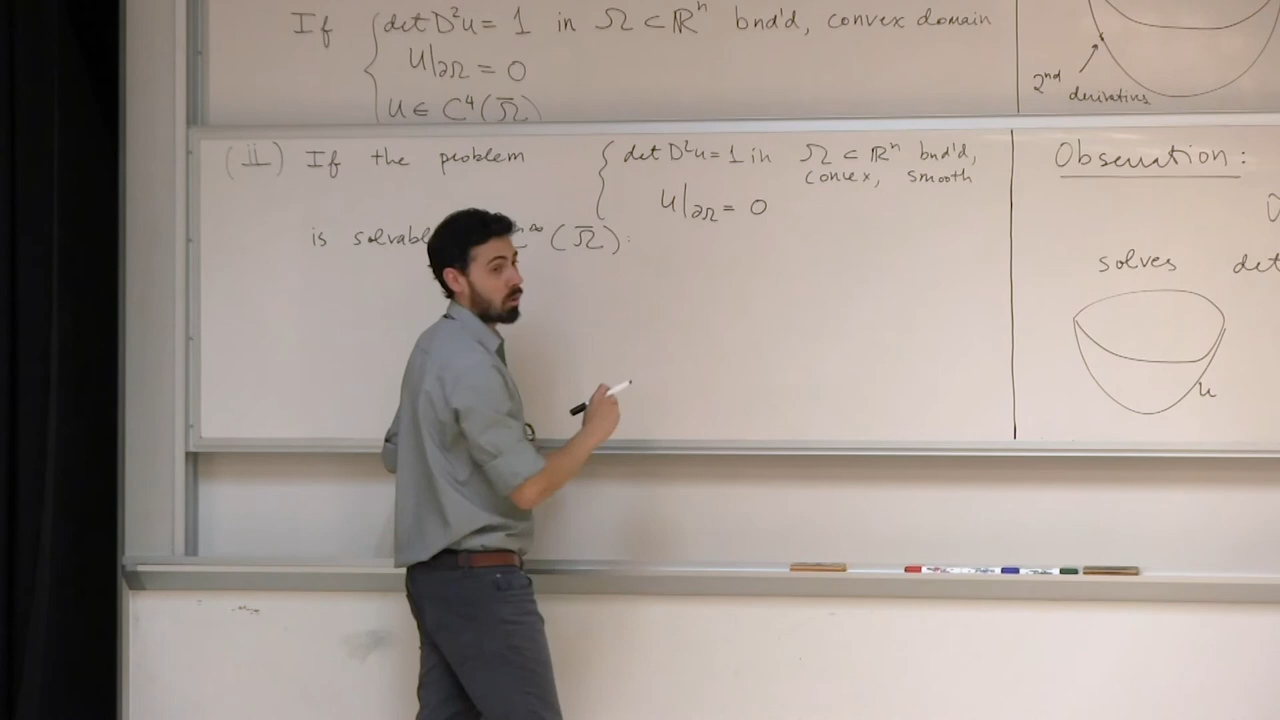 If { det D²u = 1 in Ω ⊂ ℝⁿ bnd'd, convex domain
u|∂Ω = 0
u ∈ C⁴(Ω̄)
2nd derivatives
(II) If the problem { det D²u = 1 in Ω ⊂ ℝⁿ bnd'd,
convex, smooth
u|∂Ω = 0
is solvable ∞ (Ω̄):
Observation:
solves det
u